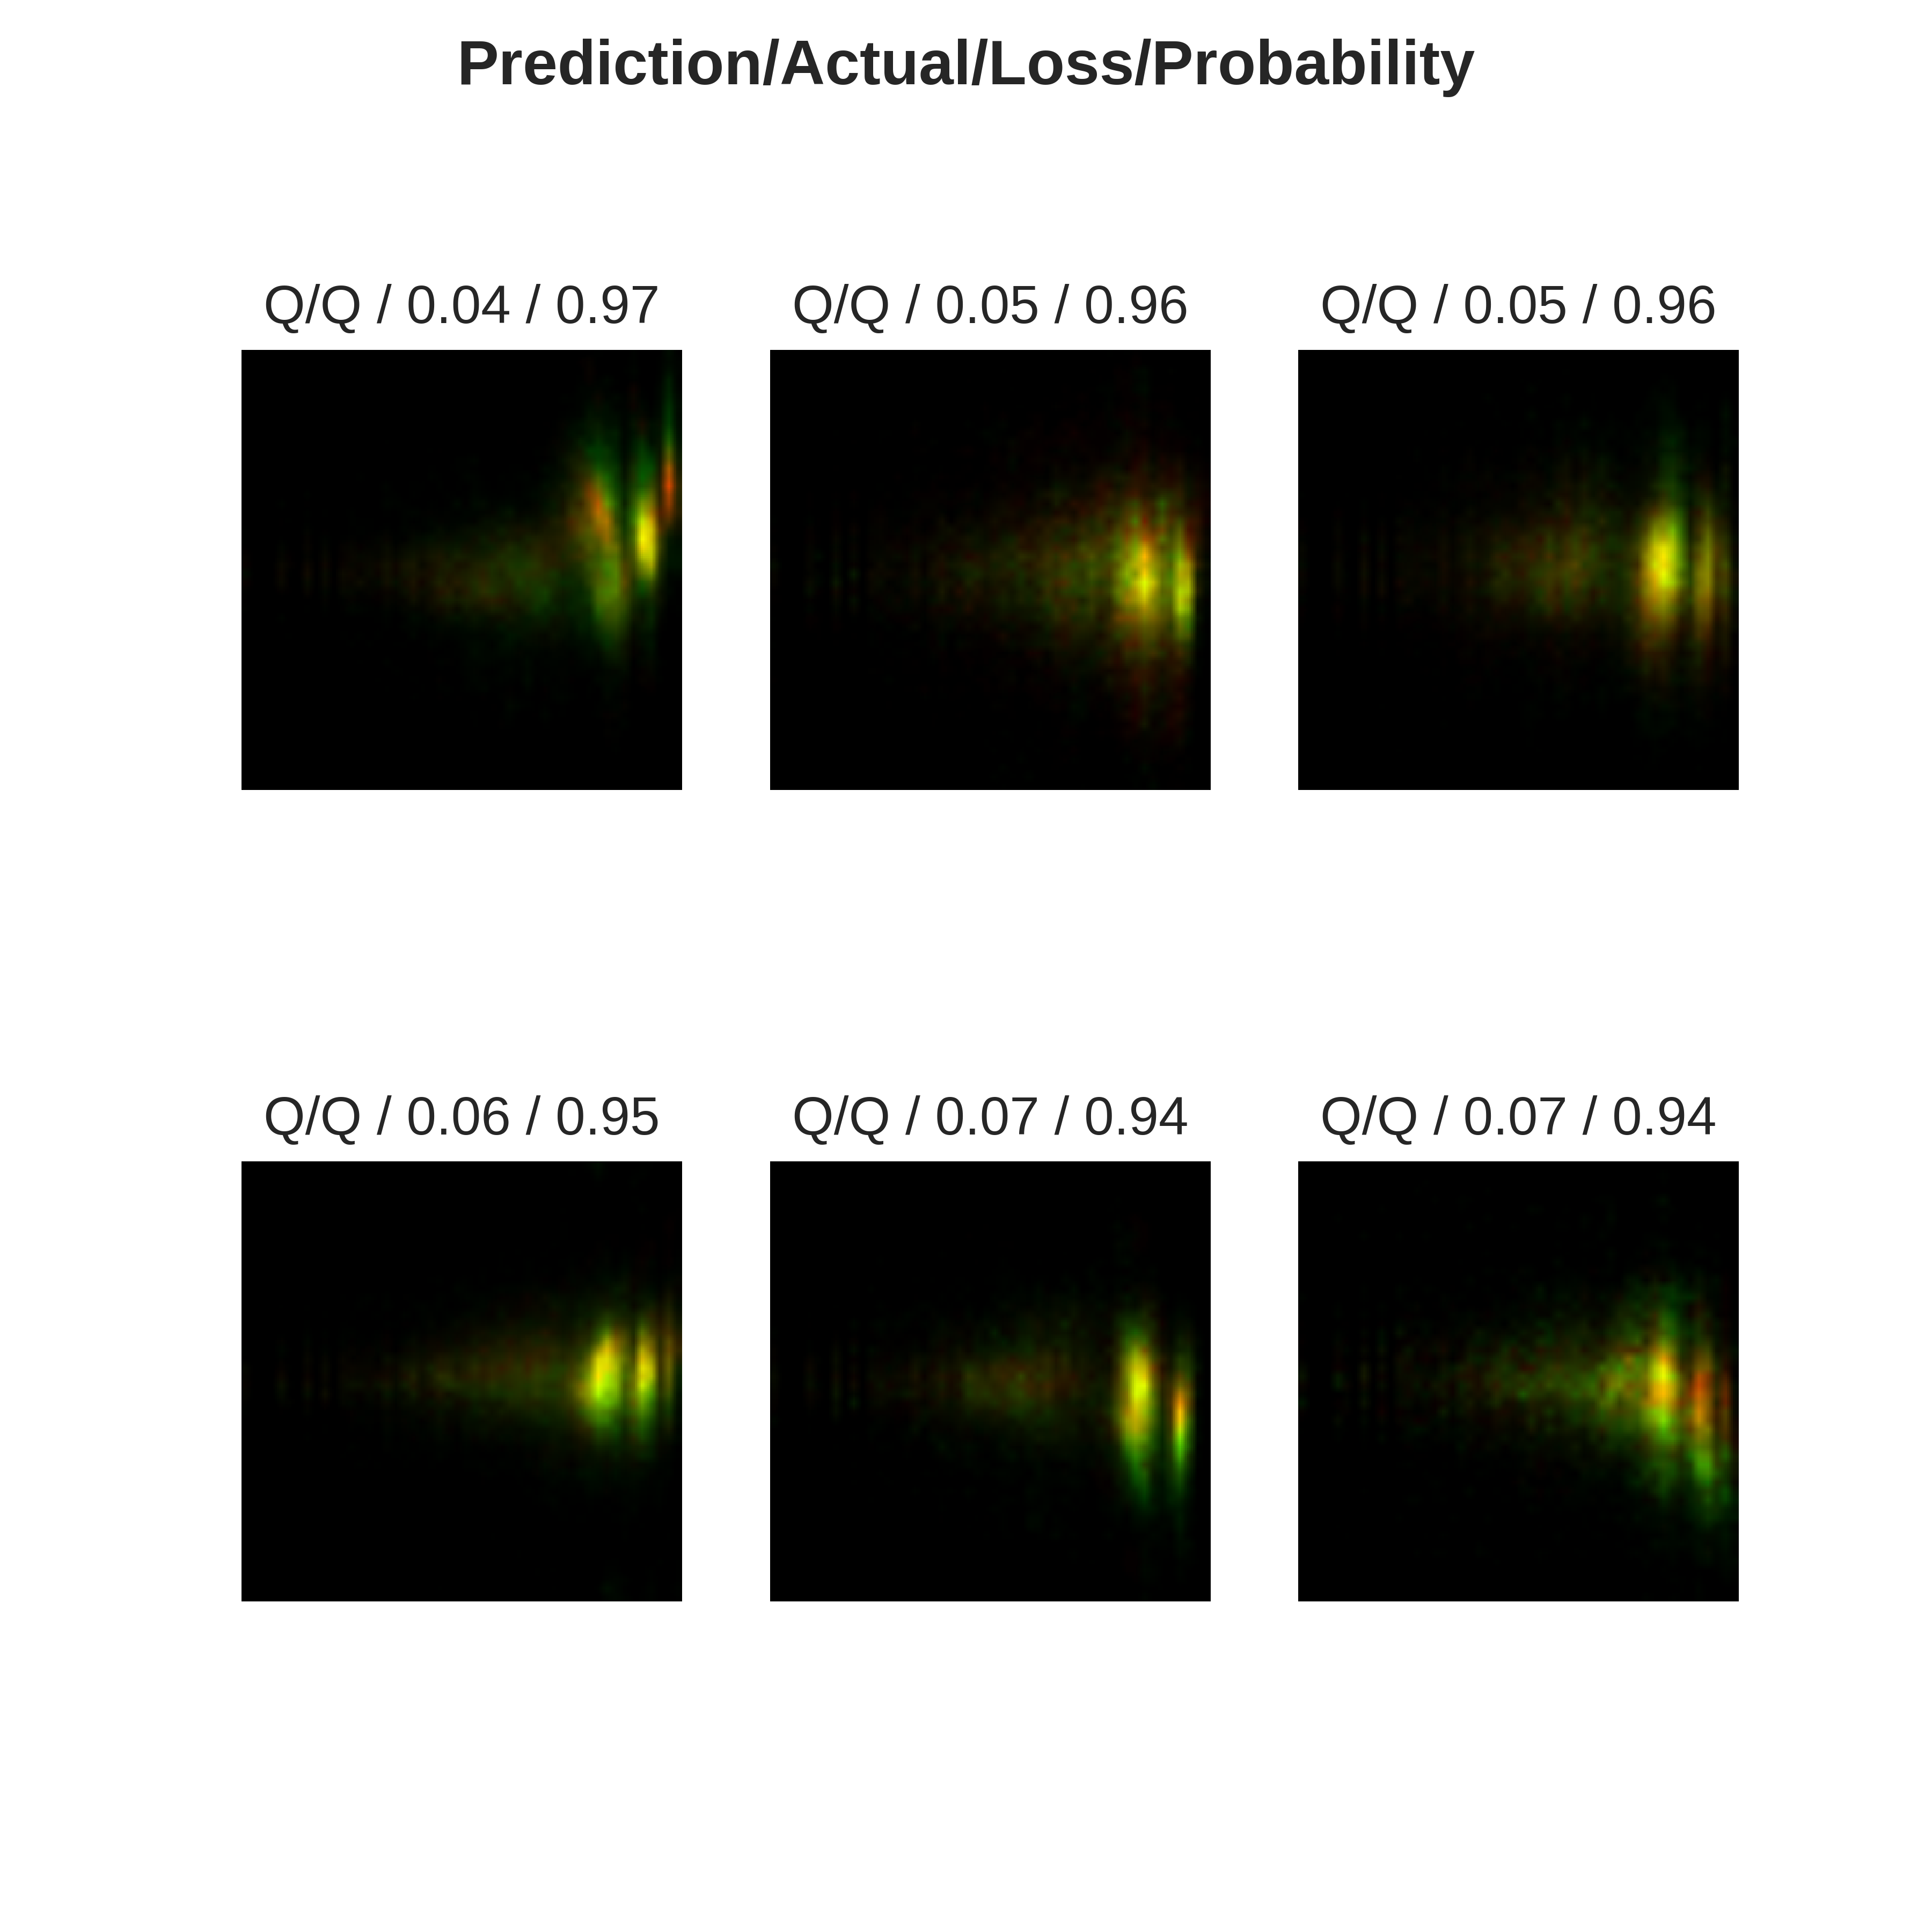 Prediction/Actual/Loss/Probability
Q/Q / 0.04 / 0.97
Q/Q / 0.05 / 0.96
Q/Q / 0.05 / 0.96
Q/Q / 0.06 / 0.95
Q/Q / 0.07 / 0.94
Q/Q / 0.07 / 0.94